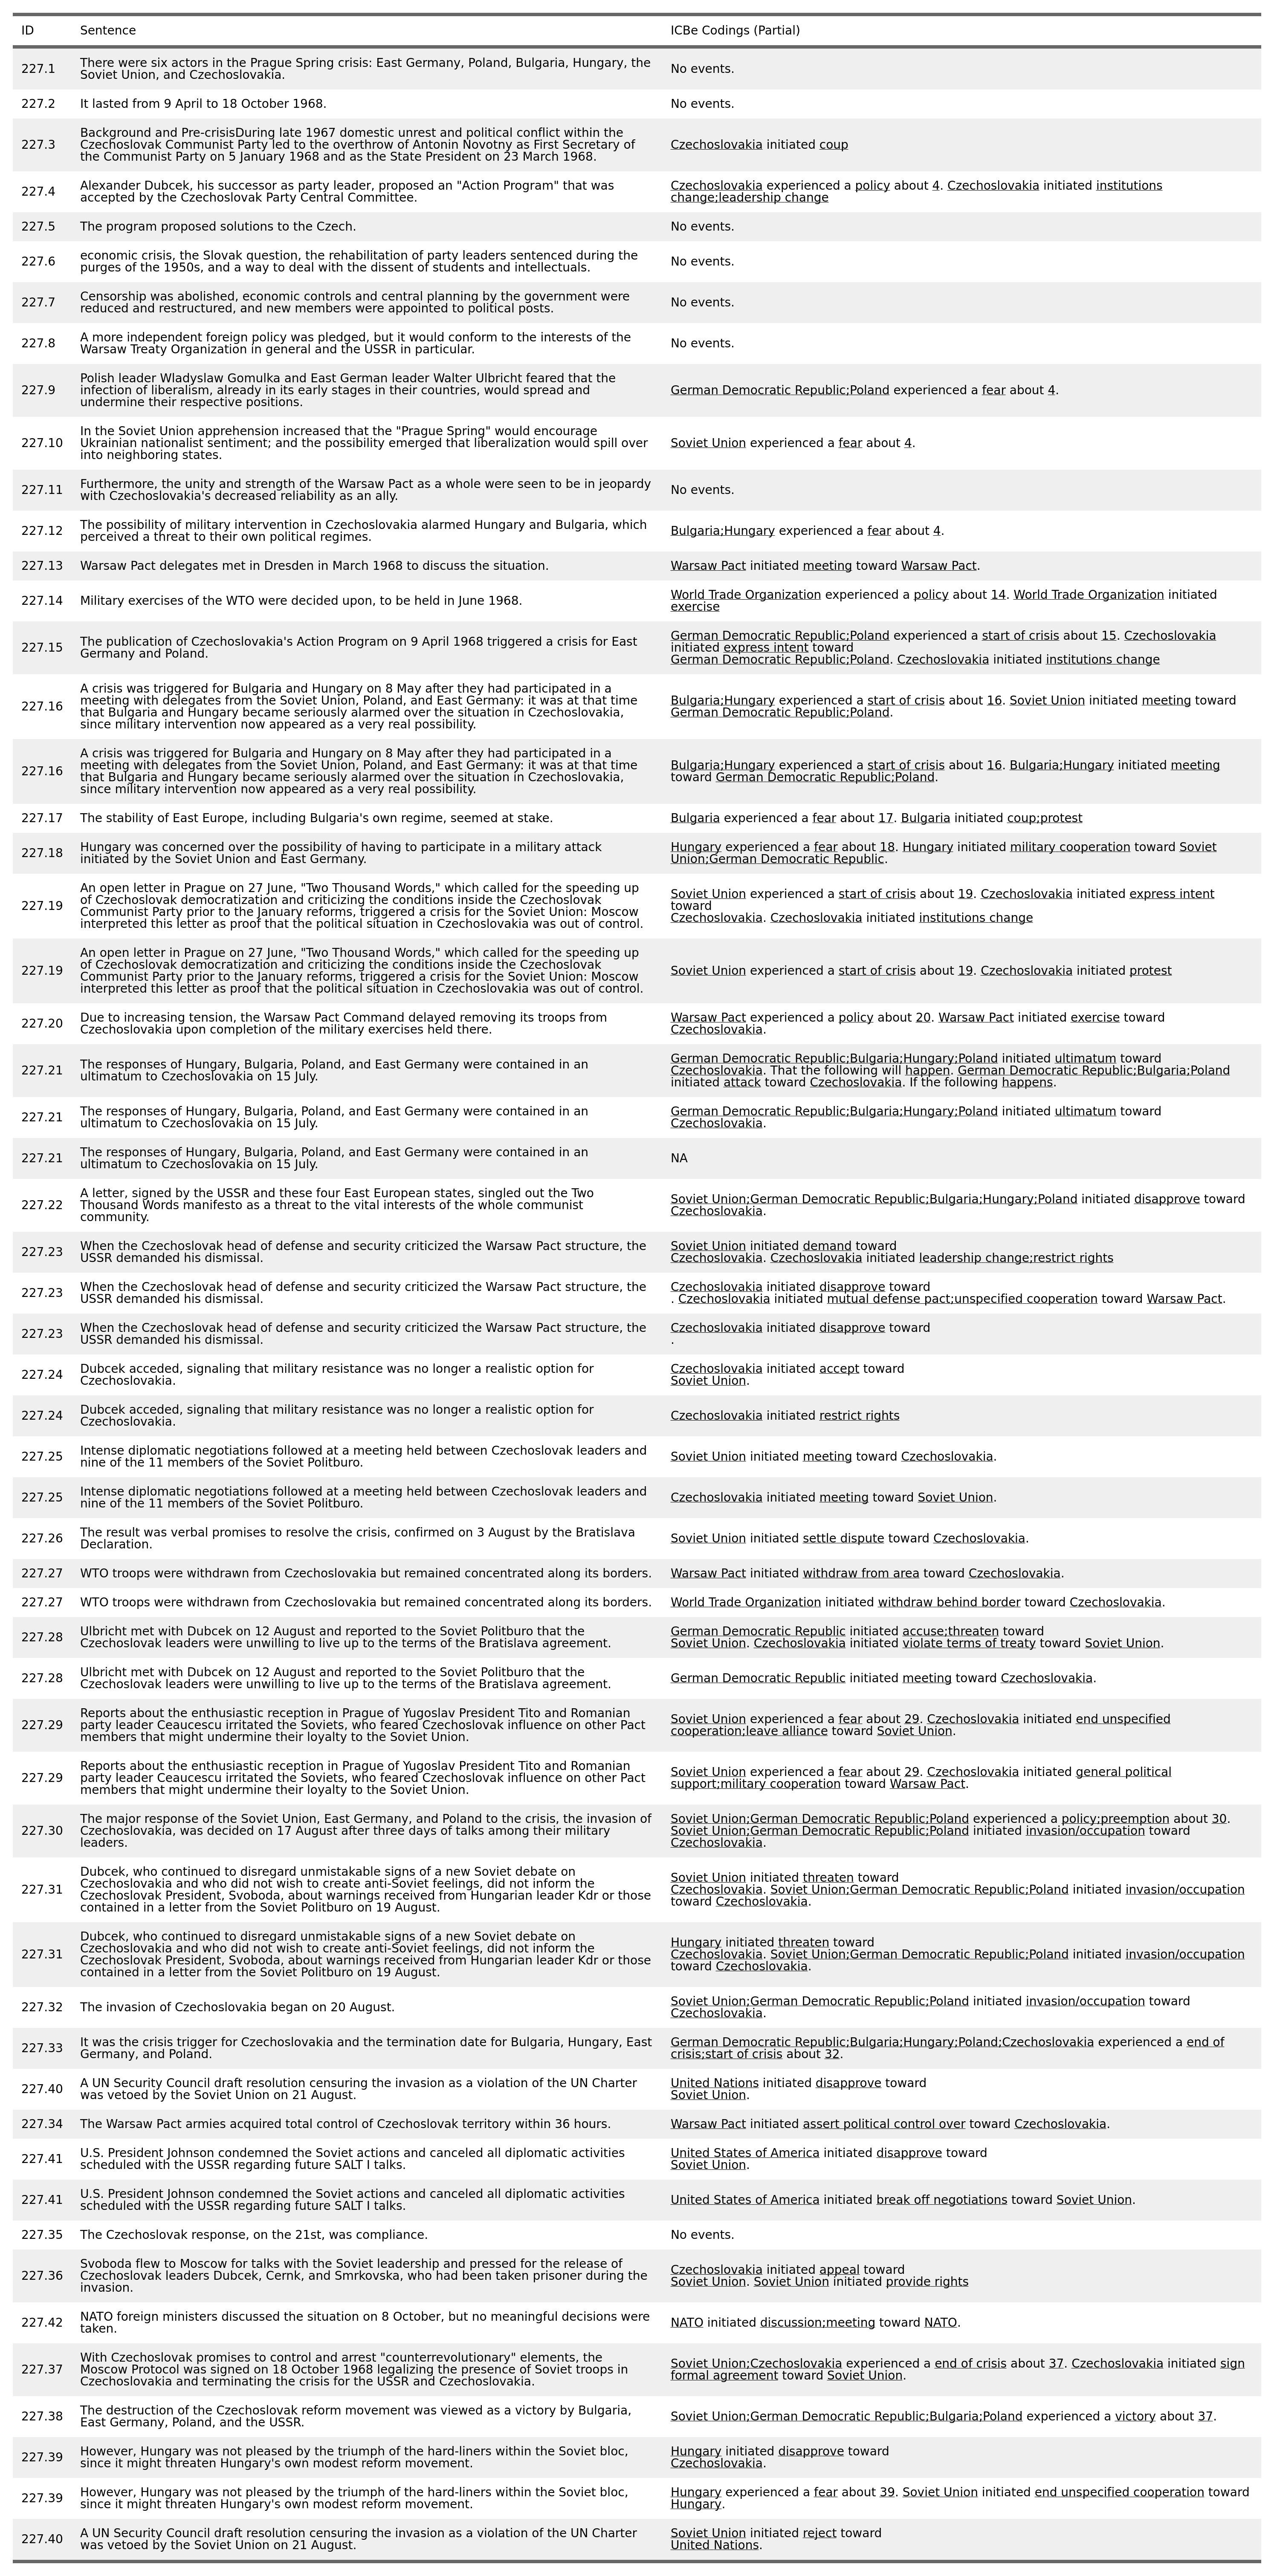 ID Sentence ICBe Codings (Partial)
227.1 There were six actors in the Prague Spring crisis: East Germany, Poland, Bulgaria, Hungary, the
Soviet Union, and Czechoslovakia.
No events.
227.2 It lasted from 9 April to 18 October 1968.
No events.
227.3 Background and Pre-crisisDuring late 1967 domestic unrest and political conflict within the
Czechoslovak Communist Party led to the overthrow of Antonin Novotny as First Secretary of
the Communist Party on 5 January 1968 and as the State President on 23 March 1968.
Czechoslovakia initiated coup
227.4 Alexander Dubcek, his successor as party leader, proposed an "Action Program" that was
accepted by the Czechoslovak Party Central Committee.
Czechoslovakia experienced a policy about 4. Czechoslovakia initiated institutions
change;leadership change
227.5 The program proposed solutions to the Czech.
No events.
227.6 economic crisis, the Slovak question, the rehabilitation of party leaders sentenced during the
purges of the 1950s, and a way to deal with the dissent of students and intellectuals.
No events.
227.7 Censorship was abolished, economic controls and central planning by the government were
reduced and restructured, and new members were appointed to political posts.
No events.
227.8 A more independent foreign policy was pledged, but it would conform to the interests of the
Warsaw Treaty Organization in general and the USSR in particular.
No events.
227.9 Polish leader Wladyslaw Gomulka and East German leader Walter Ulbricht feared that the
infection of liberalism, already in its early stages in their countries, would spread and
undermine their respective positions.
German Democratic Republic;Poland experienced a fear about 4.
227.10 In the Soviet Union apprehension increased that the "Prague Spring" would encourage
Ukrainian nationalist sentiment; and the possibility emerged that liberalization would spill over
into neighboring states.
Soviet Union experienced a fear about 4.
227.11 Furthermore, the unity and strength of the Warsaw Pact as a whole were seen to be in jeopardy
with Czechoslovakia's decreased reliability as an ally.
No events.
227.12 The possibility of military intervention in Czechoslovakia alarmed Hungary and Bulgaria, which
perceived a threat to their own political regimes.
Bulgaria;Hungary experienced a fear about 4.
227.13 Warsaw Pact delegates met in Dresden in March 1968 to discuss the situation.
Warsaw Pact initiated meeting toward Warsaw Pact.
227.14 Military exercises of the WTO were decided upon, to be held in June 1968.
World Trade Organization experienced a policy about 14. World Trade Organization initiated
exercise
227.15 The publication of Czechoslovakia's Action Program on 9 April 1968 triggered a crisis for East
Germany and Poland.
German Democratic Republic;Poland experienced a start of crisis about 15. Czechoslovakia
initiated express intent toward
German Democratic Republic;Poland. Czechoslovakia initiated institutions change
227.16 A crisis was triggered for Bulgaria and Hungary on 8 May after they had participated in a
meeting with delegates from the Soviet Union, Poland, and East Germany: it was at that time
that Bulgaria and Hungary became seriously alarmed over the situation in Czechoslovakia,
since military intervention now appeared as a very real possibility.
Bulgaria;Hungary experienced a start of crisis about 16. Soviet Union initiated meeting toward
German Democratic Republic;Poland.
227.16 A crisis was triggered for Bulgaria and Hungary on 8 May after they had participated in a
meeting with delegates from the Soviet Union, Poland, and East Germany: it was at that time
that Bulgaria and Hungary became seriously alarmed over the situation in Czechoslovakia,
since military intervention now appeared as a very real possibility.
Bulgaria;Hungary experienced a start of crisis about 16. Bulgaria;Hungary initiated meeting
toward German Democratic Republic;Poland.
227.17 The stability of East Europe, including Bulgaria's own regime, seemed at stake.
Bulgaria experienced a fear about 17. Bulgaria initiated coup;protest
227.18 Hungary was concerned over the possibility of having to participate in a military attack
initiated by the Soviet Union and East Germany.
Hungary experienced a fear about 18. Hungary initiated military cooperation toward Soviet
Union;German Democratic Republic.
227.19 An open letter in Prague on 27 June, "Two Thousand Words," which called for the speeding up
of Czechoslovak democratization and criticizing the conditions inside the Czechoslovak
Communist Party prior to the January reforms, triggered a crisis for the Soviet Union: Moscow
interpreted this letter as proof that the political situation in Czechoslovakia was out of control.
Soviet Union experienced a start of crisis about 19. Czechoslovakia initiated express intent
toward
Czechoslovakia. Czechoslovakia initiated institutions change
227.19 An open letter in Prague on 27 June, "Two Thousand Words," which called for the speeding up
of Czechoslovak democratization and criticizing the conditions inside the Czechoslovak
Communist Party prior to the January reforms, triggered a crisis for the Soviet Union: Moscow
interpreted this letter as proof that the political situation in Czechoslovakia was out of control.
Soviet Union experienced a start of crisis about 19. Czechoslovakia initiated protest
227.20 Due to increasing tension, the Warsaw Pact Command delayed removing its troops from
Czechoslovakia upon completion of the military exercises held there.
Warsaw Pact experienced a policy about 20. Warsaw Pact initiated exercise toward
Czechoslovakia.
227.21 The responses of Hungary, Bulgaria, Poland, and East Germany were contained in an
ultimatum to Czechoslovakia on 15 July.
German Democratic Republic;Bulgaria;Hungary;Poland initiated ultimatum toward
Czechoslovakia. That the following will happen. German Democratic Republic;Bulgaria;Poland
initiated attack toward Czechoslovakia. If the following happens.
227.21 The responses of Hungary, Bulgaria, Poland, and East Germany were contained in an
ultimatum to Czechoslovakia on 15 July.
German Democratic Republic;Bulgaria;Hungary;Poland initiated ultimatum toward
Czechoslovakia.
227.21 The responses of Hungary, Bulgaria, Poland, and East Germany were contained in an
ultimatum to Czechoslovakia on 15 July.
NA
227.22 A letter, signed by the USSR and these four East European states, singled out the Two
Thousand Words manifesto as a threat to the vital interests of the whole communist
community.
Soviet Union;German Democratic Republic;Bulgaria;Hungary;Poland initiated disapprove toward
Czechoslovakia.
227.23 When the Czechoslovak head of defense and security criticized the Warsaw Pact structure, the
USSR demanded his dismissal.
Soviet Union initiated demand toward
Czechoslovakia. Czechoslovakia initiated leadership change;restrict rights
227.23 When the Czechoslovak head of defense and security criticized the Warsaw Pact structure, the
USSR demanded his dismissal.
Czechoslovakia initiated disapprove toward
. Czechoslovakia initiated mutual defense pact;unspecified cooperation toward Warsaw Pact.
227.23 When the Czechoslovak head of defense and security criticized the Warsaw Pact structure, the
USSR demanded his dismissal.
Czechoslovakia initiated disapprove toward
.
227.24 Dubcek acceded, signaling that military resistance was no longer a realistic option for
Czechoslovakia.
Czechoslovakia initiated accept toward
Soviet Union.
227.24 Dubcek acceded, signaling that military resistance was no longer a realistic option for
Czechoslovakia.
Czechoslovakia initiated restrict rights
227.25 Intense diplomatic negotiations followed at a meeting held between Czechoslovak leaders and
nine of the 11 members of the Soviet Politburo.
Soviet Union initiated meeting toward Czechoslovakia.
227.25 Intense diplomatic negotiations followed at a meeting held between Czechoslovak leaders and
nine of the 11 members of the Soviet Politburo.
Czechoslovakia initiated meeting toward Soviet Union.
227.26 The result was verbal promises to resolve the crisis, confirmed on 3 August by the Bratislava
Declaration.
Soviet Union initiated settle dispute toward Czechoslovakia.
227.27 WTO troops were withdrawn from Czechoslovakia but remained concentrated along its borders.
Warsaw Pact initiated withdraw from area toward Czechoslovakia.
227.27 WTO troops were withdrawn from Czechoslovakia but remained concentrated along its borders.
World Trade Organization initiated withdraw behind border toward Czechoslovakia.
227.28 Ulbricht met with Dubcek on 12 August and reported to the Soviet Politburo that the
Czechoslovak leaders were unwilling to live up to the terms of the Bratislava agreement.
German Democratic Republic initiated accuse;threaten toward
Soviet Union. Czechoslovakia initiated violate terms of treaty toward Soviet Union.
227.28 Ulbricht met with Dubcek on 12 August and reported to the Soviet Politburo that the
Czechoslovak leaders were unwilling to live up to the terms of the Bratislava agreement.
German Democratic Republic initiated meeting toward Czechoslovakia.
227.29 Reports about the enthusiastic reception in Prague of Yugoslav President Tito and Romanian
party leader Ceaucescu irritated the Soviets, who feared Czechoslovak influence on other Pact
members that might undermine their loyalty to the Soviet Union.
Soviet Union experienced a fear about 29. Czechoslovakia initiated end unspecified
cooperation;leave alliance toward Soviet Union.
227.29 Reports about the enthusiastic reception in Prague of Yugoslav President Tito and Romanian
party leader Ceaucescu irritated the Soviets, who feared Czechoslovak influence on other Pact
members that might undermine their loyalty to the Soviet Union.
Soviet Union experienced a fear about 29. Czechoslovakia initiated general political
support;military cooperation toward Warsaw Pact.
227.30 The major response of the Soviet Union, East Germany, and Poland to the crisis, the invasion of
Czechoslovakia, was decided on 17 August after three days of talks among their military
leaders.
Soviet Union;German Democratic Republic;Poland experienced a policy;preemption about 30.
Soviet Union;German Democratic Republic;Poland initiated invasion/occupation toward
Czechoslovakia.
227.31 Dubcek, who continued to disregard unmistakable signs of a new Soviet debate on
Czechoslovakia and who did not wish to create anti-Soviet feelings, did not inform the
Czechoslovak President, Svoboda, about warnings received from Hungarian leader Kdr or those
contained in a letter from the Soviet Politburo on 19 August.
Soviet Union initiated threaten toward
Czechoslovakia. Soviet Union;German Democratic Republic;Poland initiated invasion/occupation
toward Czechoslovakia.
227.31 Dubcek, who continued to disregard unmistakable signs of a new Soviet debate on
Czechoslovakia and who did not wish to create anti-Soviet feelings, did not inform the
Czechoslovak President, Svoboda, about warnings received from Hungarian leader Kdr or those
contained in a letter from the Soviet Politburo on 19 August.
Hungary initiated threaten toward
Czechoslovakia. Soviet Union;German Democratic Republic;Poland initiated invasion/occupation
toward Czechoslovakia.
227.32 The invasion of Czechoslovakia began on 20 August.
Soviet Union;German Democratic Republic;Poland initiated invasion/occupation toward
Czechoslovakia.
227.33 It was the crisis trigger for Czechoslovakia and the termination date for Bulgaria, Hungary, East
Germany, and Poland.
German Democratic Republic;Bulgaria;Hungary;Poland;Czechoslovakia experienced a end of
crisis;start of crisis about 32.
227.40 A UN Security Council draft resolution censuring the invasion as a violation of the UN Charter
was vetoed by the Soviet Union on 21 August.
United Nations initiated disapprove toward
Soviet Union.
227.34 The Warsaw Pact armies acquired total control of Czechoslovak territory within 36 hours.
Warsaw Pact initiated assert political control over toward Czechoslovakia.
227.41 U.S. President Johnson condemned the Soviet actions and canceled all diplomatic activities
scheduled with the USSR regarding future SALT I talks.
United States of America initiated disapprove toward
Soviet Union.
227.41 U.S. President Johnson condemned the Soviet actions and canceled all diplomatic activities
scheduled with the USSR regarding future SALT I talks.
United States of America initiated break off negotiations toward Soviet Union.
227.35 The Czechoslovak response, on the 21st, was compliance.
No events.
227.36 Svoboda flew to Moscow for talks with the Soviet leadership and pressed for the release of
Czechoslovak leaders Dubcek, Cernk, and Smrkovska, who had been taken prisoner during the
invasion.
Czechoslovakia initiated appeal toward
Soviet Union. Soviet Union initiated provide rights
227.42 NATO foreign ministers discussed the situation on 8 October, but no meaningful decisions were
taken.
NATO initiated discussion;meeting toward NATO.
227.37 With Czechoslovak promises to control and arrest "counterrevolutionary" elements, the
Moscow Protocol was signed on 18 October 1968 legalizing the presence of Soviet troops in
Czechoslovakia and terminating the crisis for the USSR and Czechoslovakia.
Soviet Union;Czechoslovakia experienced a end of crisis about 37. Czechoslovakia initiated sign
formal agreement toward Soviet Union.
227.38 The destruction of the Czechoslovak reform movement was viewed as a victory by Bulgaria,
East Germany, Poland, and the USSR.
Soviet Union;German Democratic Republic;Bulgaria;Poland experienced a victory about 37.
227.39 However, Hungary was not pleased by the triumph of the hard-liners within the Soviet bloc,
since it might threaten Hungary's own modest reform movement.
Hungary initiated disapprove toward
Czechoslovakia.
227.39 However, Hungary was not pleased by the triumph of the hard-liners within the Soviet bloc,
since it might threaten Hungary's own modest reform movement.
Hungary experienced a fear about 39. Soviet Union initiated end unspecified cooperation toward
Hungary.
227.40 A UN Security Council draft resolution censuring the invasion as a violation of the UN Charter
was vetoed by the Soviet Union on 21 August.
Soviet Union initiated reject toward
United Nations.